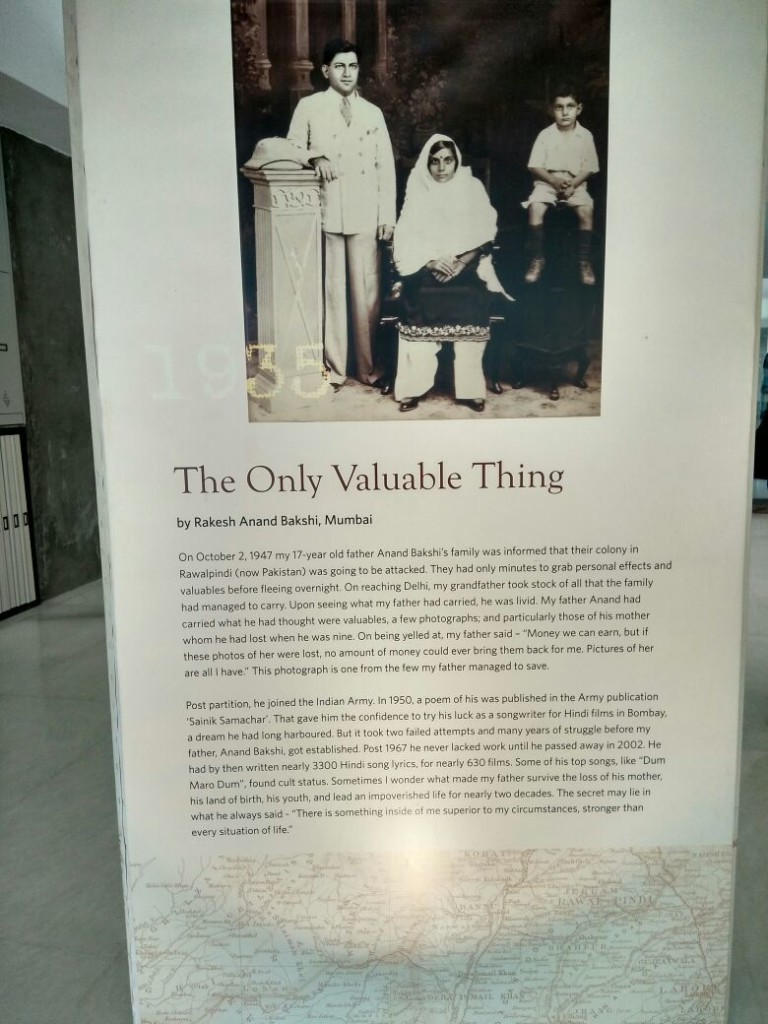 1935
The Only Valuable Thing
by Rakesh Anand Bakshi, Mumbai
On October 2, 1947 my 17-year old father Anand Bakshi's family was informed that their colony in
Rawalpindi (now Pakistan) was going to be attacked. They had only minutes to grab personal effects and
valuables before fleeing overnight. On reaching Delhi, my grandfather took stock of all that the family
had managed to carry. Upon seeing what my father had carried, he was livid. My father Anand had
carried what he had thought were valuables, a few photographs; and particularly those of his mother
whom he had lost when he was nine. On being yelled at, my father said – “Money we can earn, but if
these photos of her were lost, no amount of money could ever bring them back for me. Pictures of her
are all I have.” This photograph is one from the few my father managed to save.
Post partition, he joined the Indian Army. In 1950, a poem of his was published in the Army publication
'Sainik Samachar'. That gave him the confidence to try his luck as a songwriter for Hindi films in Bombay,
a dream he had long harboured. But it took two failed attempts and many years of struggle before my
father, Anand Bakshi, got established. Post 1967 he never lacked work until he passed away in 2002. He
had by then written nearly 3300 Hindi song lyrics, for nearly 630 films. Some of his top songs, like “Dum
Maro Dum”, found cult status. Sometimes I wonder what made my father survive the loss of his mother,
his land of birth, his youth, and lead an impoverished life for nearly two decades. The secret may lie in
what he always said - “There is something inside of me superior to my circumstances, stronger than
every situation of life.”
KOHAT
JEHLAM
RAWAL PINDI
SHAHPUR
DERA ISMAIL KHAN
JHANG
LAHORE